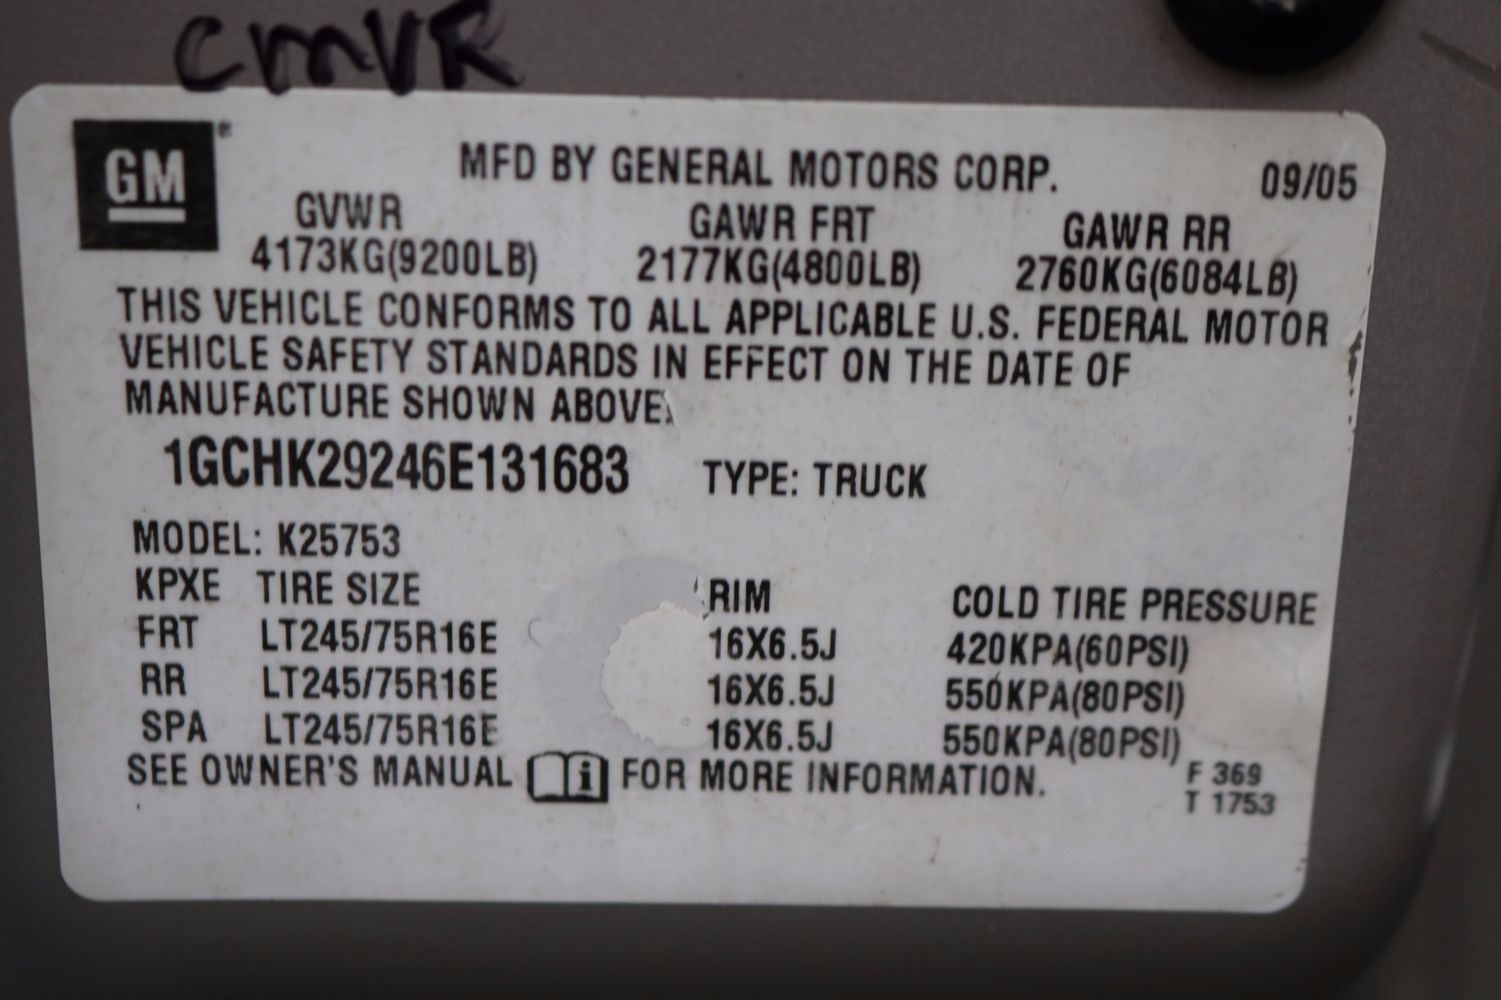 CMVR
GM®
MFD BY GENERAL MOTORS CORP. 09/05
GVWR GAWR FRT GAWR RR
4173KG(9200LB) 2177KG(4800LB) 2760KG(6084LB)
THIS VEHICLE CONFORMS TO ALL APPLICABLE U.S. FEDERAL MOTOR
VEHICLE SAFETY STANDARDS IN EFFECT ON THE DATE OF
MANUFACTURE SHOWN ABOVE.
1GCHK29246E131683 TYPE: TRUCK
MODEL: K25753
KPXE TIRE SIZE RIM COLD TIRE PRESSURE
FRT LT245/75R16E 16X6.5J 420KPA(60PSI)
RR LT245/75R16E 16X6.5J 550KPA(80PSI)
SPA LT245/75R16E 16X6.5J 550KPA(80PSI)
SEE OWNER'S MANUAL i FOR MORE INFORMATION.
F 369
T 1753